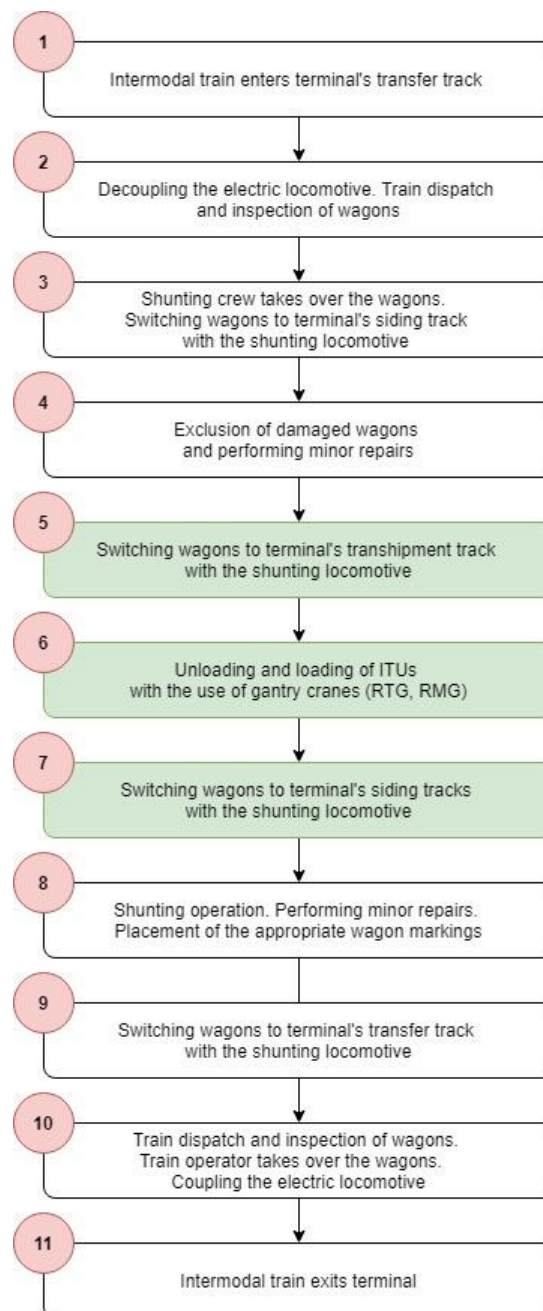 1
Intermodal train enters terminal's transfer track
2
Decoupling the electric locomotive. Train dispatch
and inspection of wagons
3
Shunting crew takes over the wagons.
Switching wagons to terminal's siding track
with the shunting locomotive
4
Exclusion of damaged wagons
and performing minor repairs
5
Switching wagons to terminal's transhipment track
with the shunting locomotive
6
Unloading and loading of ITUs
with the use of gantry cranes (RTG, RMG)
7
Switching wagons to terminal's siding tracks
with the shunting locomotive
8
Shunting operation. Performing minor repairs.
Placement of the appropriate wagon markings
9
Switching wagons to terminal's transfer track
with the shunting locomotive
10
Train dispatch and inspection of wagons.
Train operator takes over the wagons.
Coupling the electric locomotive
11
Intermodal train exits terminal